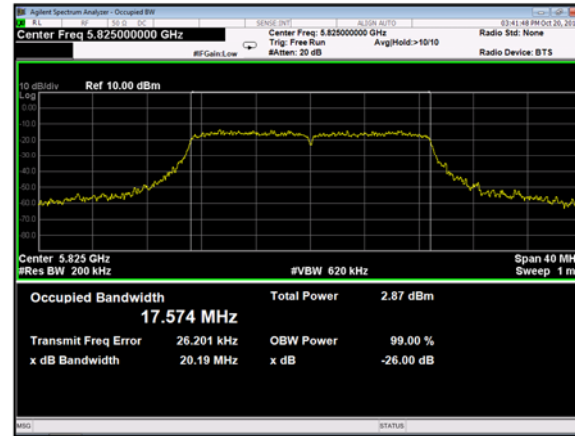 Agilent Spectrum Analyzer - Occupied BW
RL RF 50 Ω DC SENSE:INT ALIGN AUTO 03:41:48 PM Oct 20, 201
Center Freq 5.825000000 GHz Center Freq: 5.825000000 GHz Radio Std: None
Trig: Free Run Avg|Hold:>10/10
#IFGain:Low #Atten: 20 dB Radio Device: BTS
10 dB/div Ref 10.00 dBm
Log
0.00
-10.0
-20.0
-30.0
-40.0
-50.0
-60.0
-70.0
-80.0
Center 5.825 GHz Span 40 MH
#Res BW 200 kHz #VBW 620 kHz Sweep 1 m
Occupied Bandwidth Total Power 2.87 dBm
17.574 MHz
Transmit Freq Error 26.201 kHz OBW Power 99.00 %
x dB Bandwidth 20.19 MHz x dB -26.00 dB
MSG STATUS